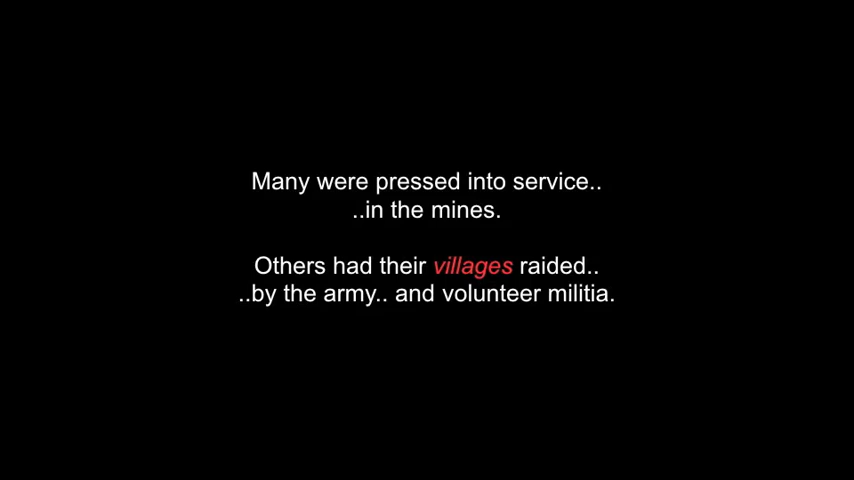 Many were pressed into service..
..in the mines.
Others had their villages raided..
..by the army.. and volunteer militia.